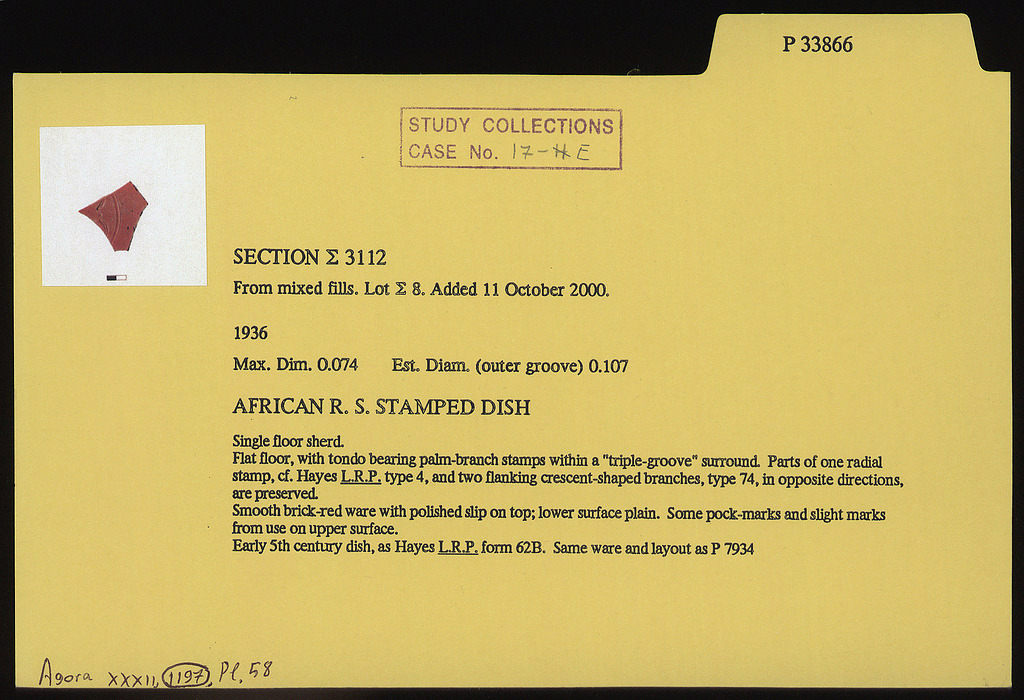 P 33866
STUDY COLLECTIONS
CASE No. 17-E
SECTION Σ 3112
From mixed fills. Lot Σ 8. Added 11 October 2000.
1936
Max. Dim. 0.074 Est. Diam. (outer groove) 0.107
AFRICAN R. S. STAMPED DISH
Single floor sherd.
Flat floor, with tondo bearing palm-branch stamps within a "triple-groove" surround. Parts of one radial
stamp, cf. Hayes L.R.P. type 4, and two flanking crescent-shaped branches, type 74, in opposite directions,
are preserved.
Smooth brick-red ware with polished slip on top; lower surface plain. Some pock-marks and slight marks
from use on upper surface.
Early 5th century dish, as Hayes L.R.P. form 62B. Same ware and layout as P 7934
Agora XXXII, 1197, Pl. 58